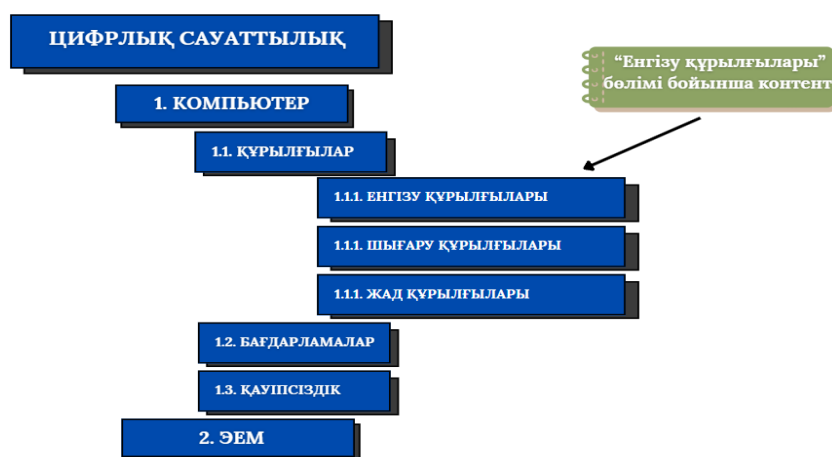 ЦИФРЛЫҚ САУАТТЫЛЫҚ
“Енгізу құрылғылары”
бөлімі бойынша контент
1. КОМПЬЮТЕР
1.1. ҚҰРЫЛҒЫЛАР
1.1.1. ЕНГІЗУ ҚҰРЫЛҒЫЛАРЫ
1.1.1. ШЫҒАРУ ҚҰРЫЛҒЫЛАРЫ
1.1.1. ЖАД ҚҰРЫЛҒЫЛАРЫ
1.2. БАҒДАРЛАМАЛАР
1.3. ҚАУІПСІЗДІК
2. ЭЕМ